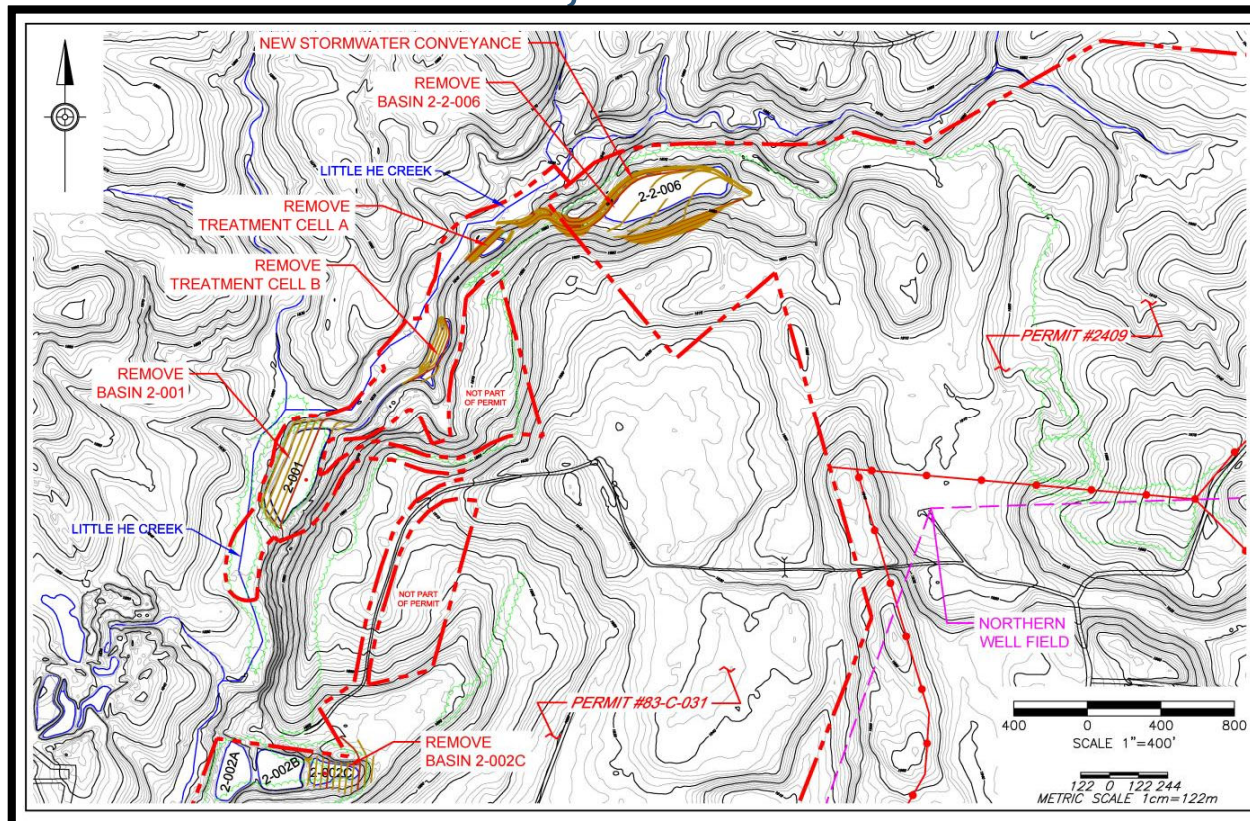 NEW STORMWATER CONVEYANCE
REMOVE
BASIN 2-2-006
LITTLE HE CREEK
2-2-006
REMOVE
TREATMENT CELL A
REMOVE
TREATMENT CELL B
PERMIT #2409
REMOVE
BASIN 2-001
NOT PART
OF PERMIT
2-001
LITTLE HE CREEK
NOT PART
OF PERMIT
NORTHERN
WELL FIELD
PERMIT #83-C-031
400 0 400 800
SCALE 1"=400'
REMOVE
BASIN 2-002C
2-002A
2-002B
2-002C
122 0 122 244
METRIC SCALE 1cm=122m